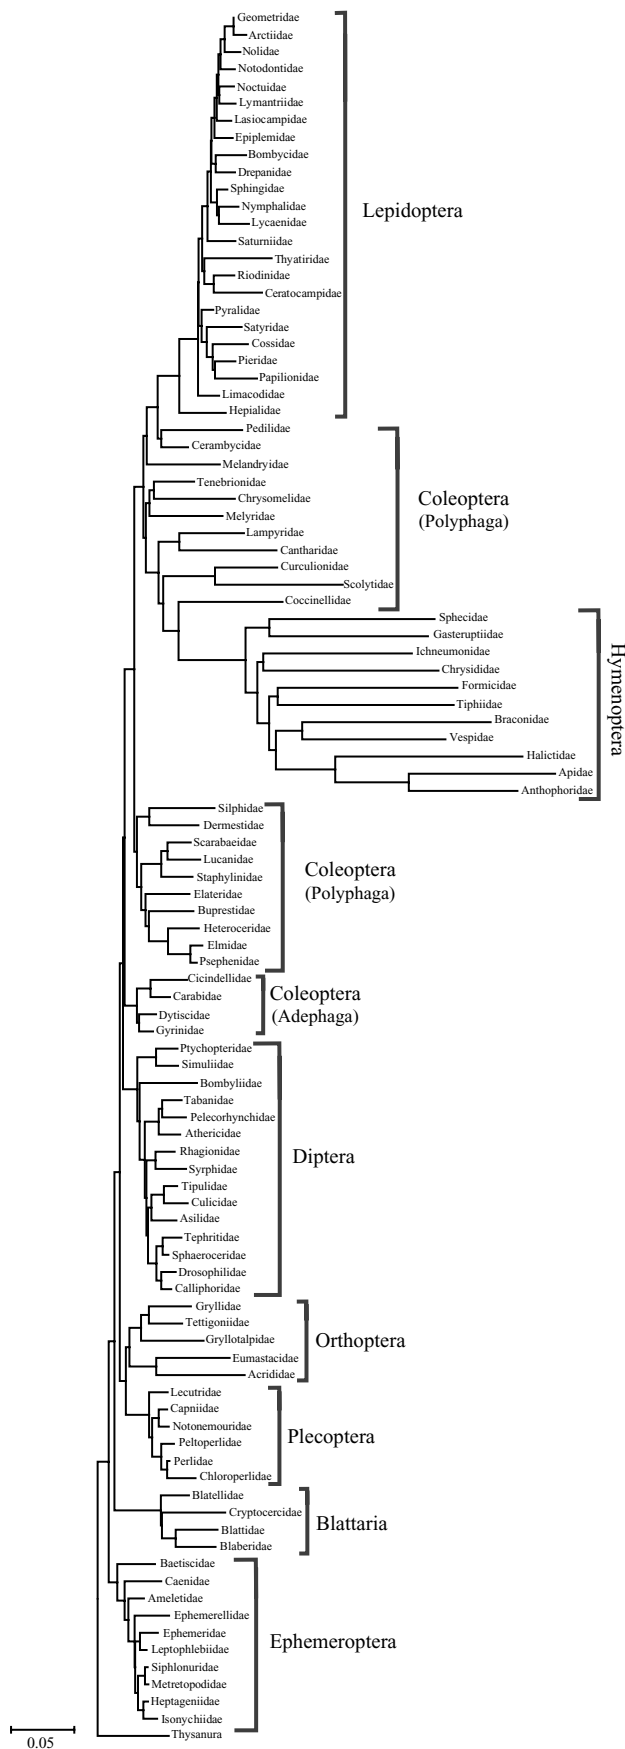 Geometridae
Arctiidae
Nolidae
Notodontidae
Noctuidae
Lymantriidae
Lasiocampidae
Epiplemidae
Bombycidae
Drepanidae
Sphingidae
Nymphalidae
Lycaenidae
Saturniidae
Thyatiridae
Riodinidae
Ceratocampidae
Pyralidae
Satyridae
Cossidae
Pieridae
Papilionidae
Limacodidae
Hepialidae
Lepidoptera
Pedilidae
Cerambycidae
Melandryidae
Tenebrionidae
Chrysomelidae
Melyridae
Lampyridae
Cantharidae
Curculionidae
Scolytidae
Coccinellidae
Coleoptera
(Polyphaga)
Sphecidae
Gasteruptiidae
Ichneumonidae
Chrysididae
Formicidae
Tiphiidae
Braconidae
Vespidae
Halictidae
Apidae
Anthophoridae
Hymenoptera
Silphidae
Dermestidae
Scarabaeidae
Lucanidae
Staphylinidae
Elateridae
Buprestidae
Heteroceridae
Elmidae
Psephenidae
Coleoptera
(Polyphaga)
Cicindellidae
Carabidae
Dytiscidae
Gyrinidae
Coleoptera
(Adephaga)
Ptychopteridae
Simuliidae
Bombyliidae
Tabanidae
Pelecorhynchidae
Athericidae
Rhagionidae
Syrphidae
Tipulidae
Culicidae
Asilidae
Tephritidae
Sphaeroceridae
Drosophilidae
Calliphoridae
Diptera
Gryllidae
Tettigoniidae
Gryllotalpidae
Eumastacidae
Acrididae
Orthoptera
Lecutridae
Capniidae
Notonemouridae
Peltoperlidae
Perlidae
Chloroperlidae
Plecoptera
Blatellidae
Cryptocercidae
Blattidae
Blaberidae
Blattaria
Baetiscidae
Caenidae
Ameletidae
Ephemerellidae
Ephemeridae
Leptophlebiidae
Siphlonuridae
Metretopodidae
Heptageniidae
Isonychiidae
Ephemeroptera
Thysanura
0.05